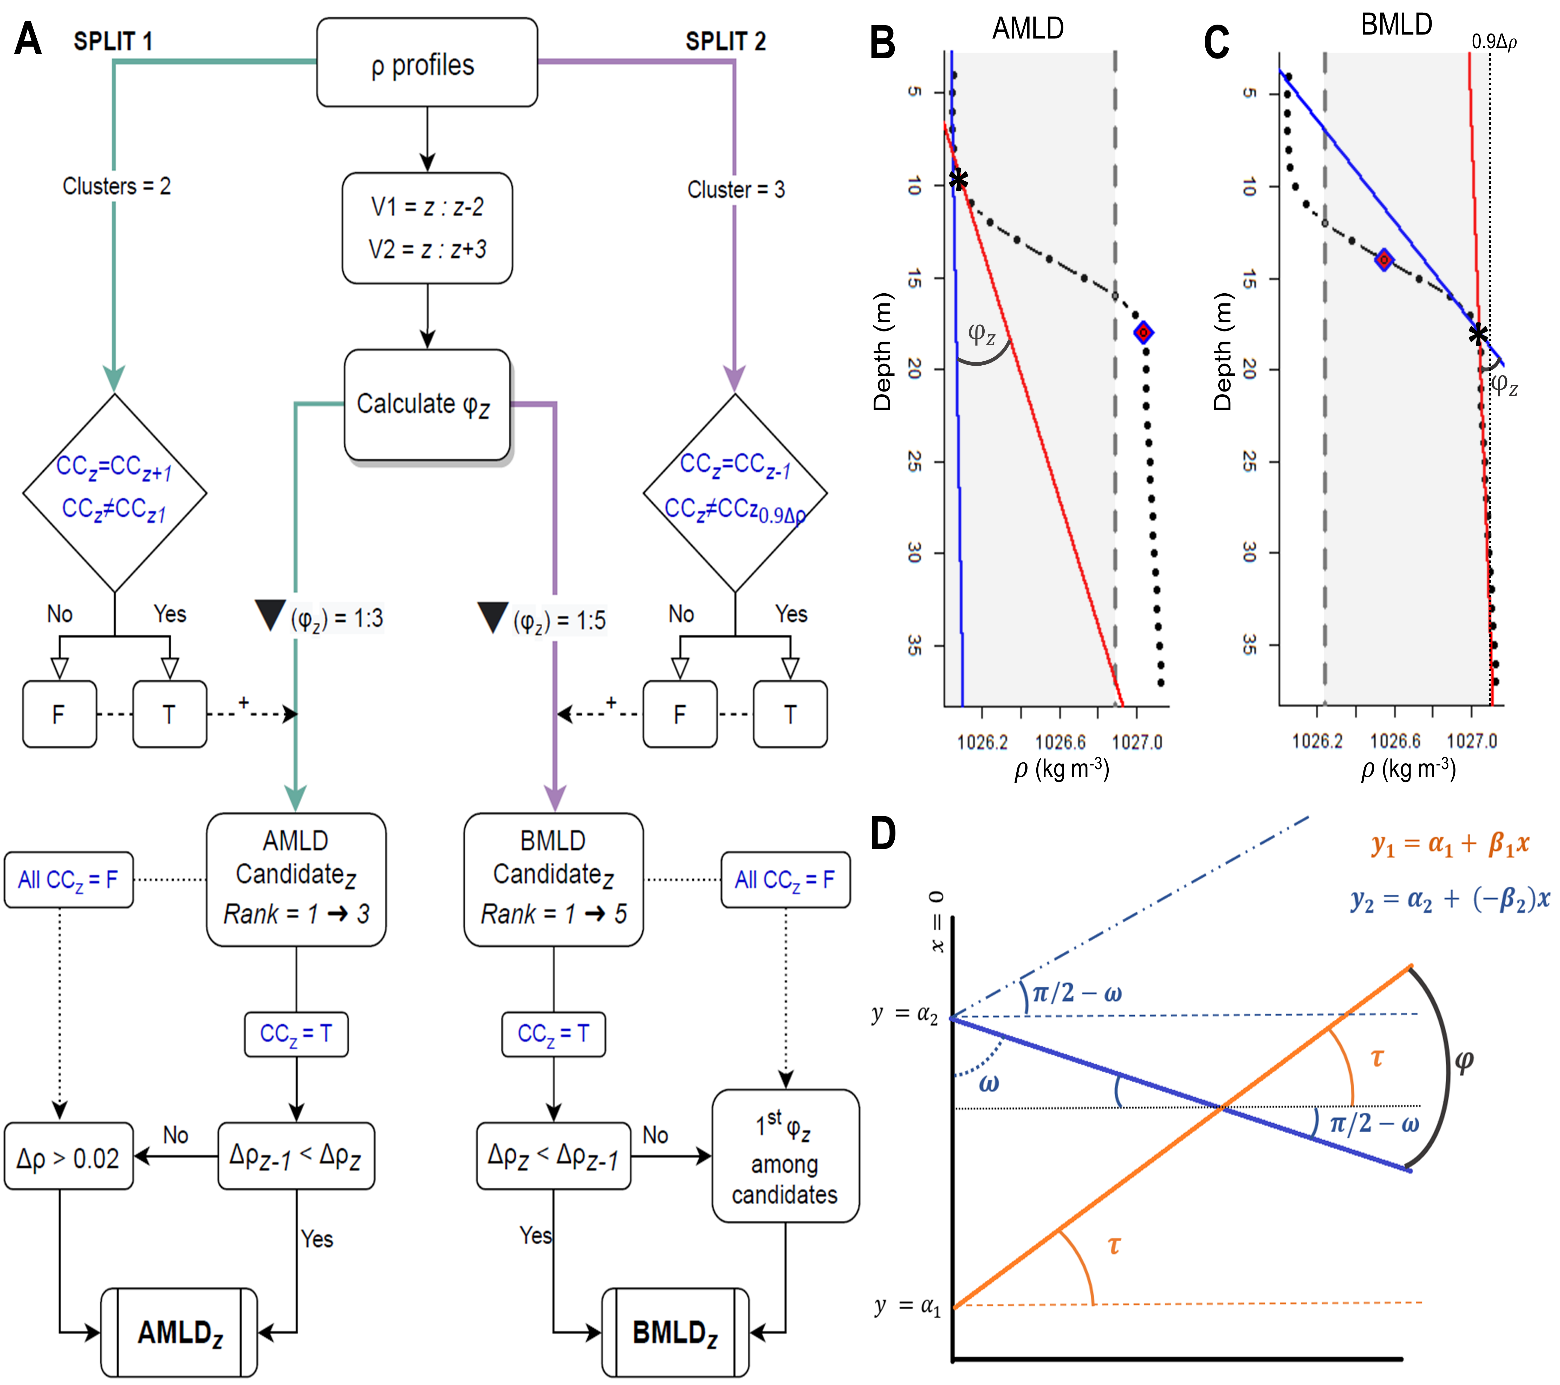 A
SPLIT 1
SPLIT 2
ρ profiles
Clusters = 2
Cluster = 3
V1 = z : z-2
V2 = z : z+3
Calculate φz
CCz=CCz+1
CCz≠CCz1
CCz=CCz-1
CCz≠CCz0.9Δρ
No
Yes
▼ (φz) = 1:3
▼ (φz) = 1:5
No
Yes
F
T
+
+
F
T
AMLD
Candidatez
Rank = 1 ➔ 3
BMLD
Candidatez
Rank = 1 ➔ 5
All CCz = F
All CCz = F
CCz = T
CCz = T
Δρ > 0.02
No
Δρz-1 < Δρz
Δρz < Δρz-1
No
1st φz
among
candidates
Yes
Yes
AMLDz
BMLDz
B
AMLD
5
10
15
20
25
30
35
Depth (m)
φz
1026.2
1026.6
1027.0
ρ (kg m-3)
C
BMLD
0.9Δρ
5
10
15
20
25
30
35
Depth (m)
φz
1026.2
1026.6
1027.0
ρ (kg m-3)
D
y1 = α1 + β1x
y2 = α2 + (−β2)x
x = 0
π/2 − ω
y = α2
ω
τ
φ
π/2 − ω
τ
y = α1